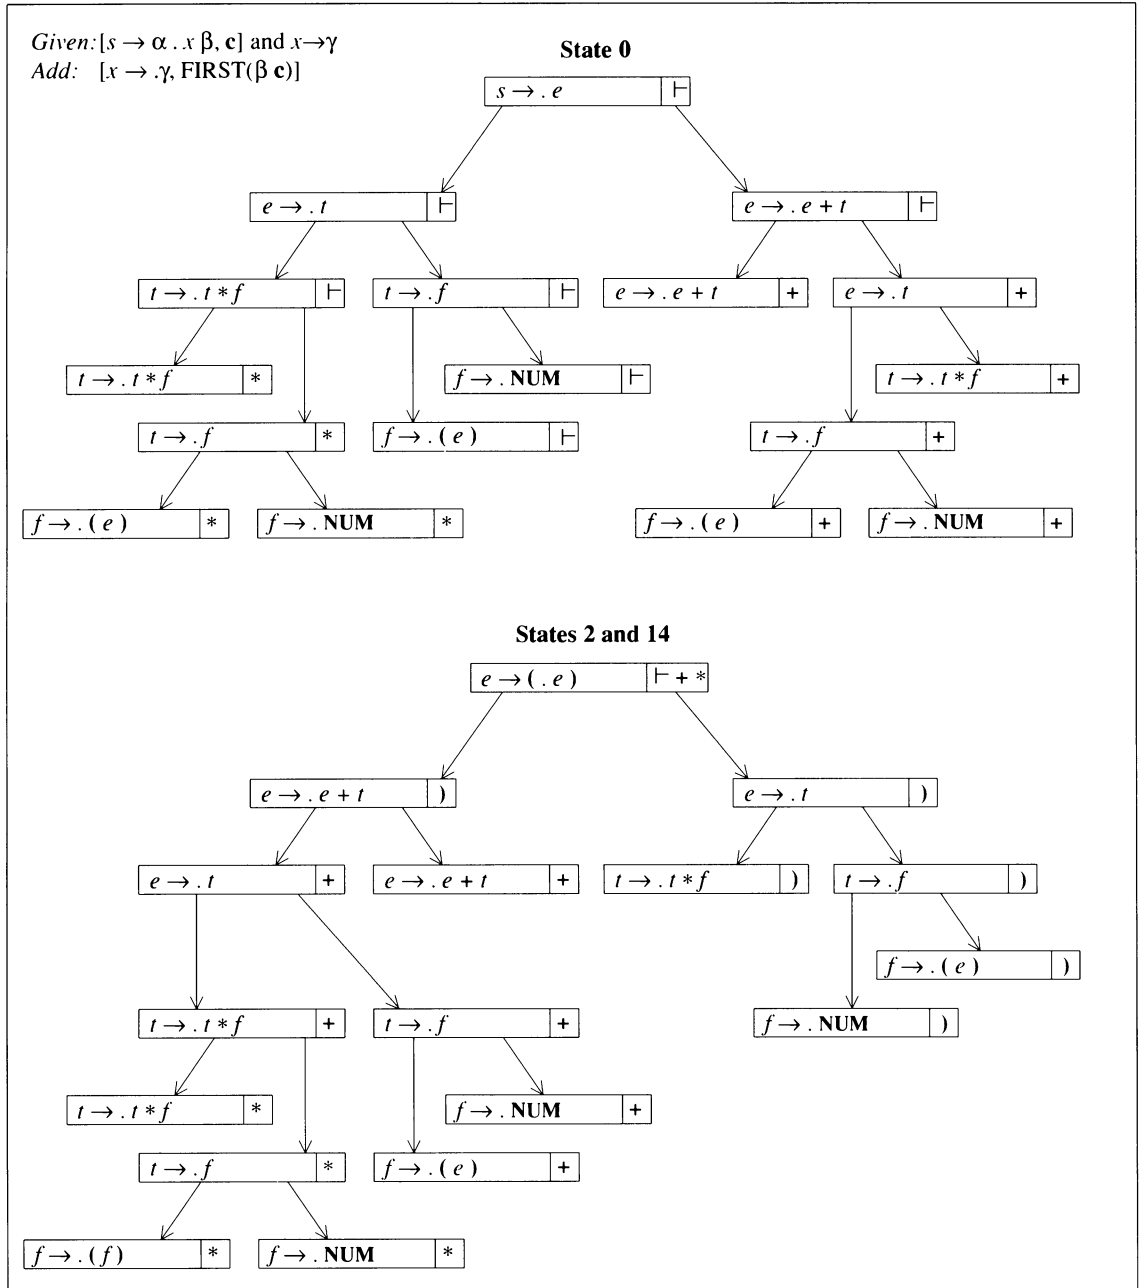 Given: [s → α . x β, c] and x→γ
Add: [x → .γ, FIRST(β c)]
State 0
s → . e ⊢
e → . t ⊢ e → . e + t ⊢
t → . t * f ⊢ t → . f ⊢ e → . e + t + e → . t +
t → . t * f * f → . NUM ⊢ t → . t * f +
t → . f * f → . ( e ) ⊢ t → . f +
f → . ( e ) * f → . NUM * f → . ( e ) + f → . NUM +
States 2 and 14
e → ( . e ) ⊢ + *
e → . e + t ) e → . t )
e → . t + e → . e + t + t → . t * f ) t → . f )
f → . ( e ) )
t → . t * f + t → . f + f → . NUM )
t → . t * f * f → . NUM +
t → . f * f → . ( e ) +
f → . ( f ) * f → . NUM *